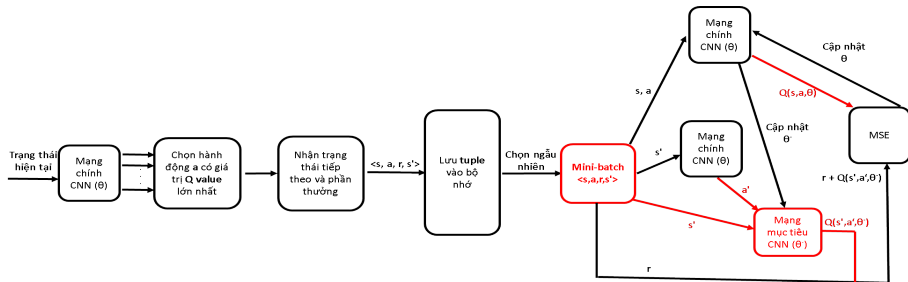 Trạng thái
hiện tại
Mạng
chính
CNN (θ)
Chọn hành
động a có giá
trị Q value
lớn nhất
Nhận trạng
thái tiếp
theo và phần
thưởng
<s, a, r, s'>
Lưu tuple
vào bộ
nhớ
Chọn ngẫu
nhiên
Mini-batch
<s,a,r,s'>
s, a
Mạng chính
CNN (θ)
Cập nhật
θ
Q(s,a,θ)
MSE
s'
Mạng
chính
CNN (θ)
Cập nhật
θ-
a'
s'
Mạng
mục tiêu
CNN (θ-)
Q(s',a',θ-)
r + Q(s',a',θ-)
r